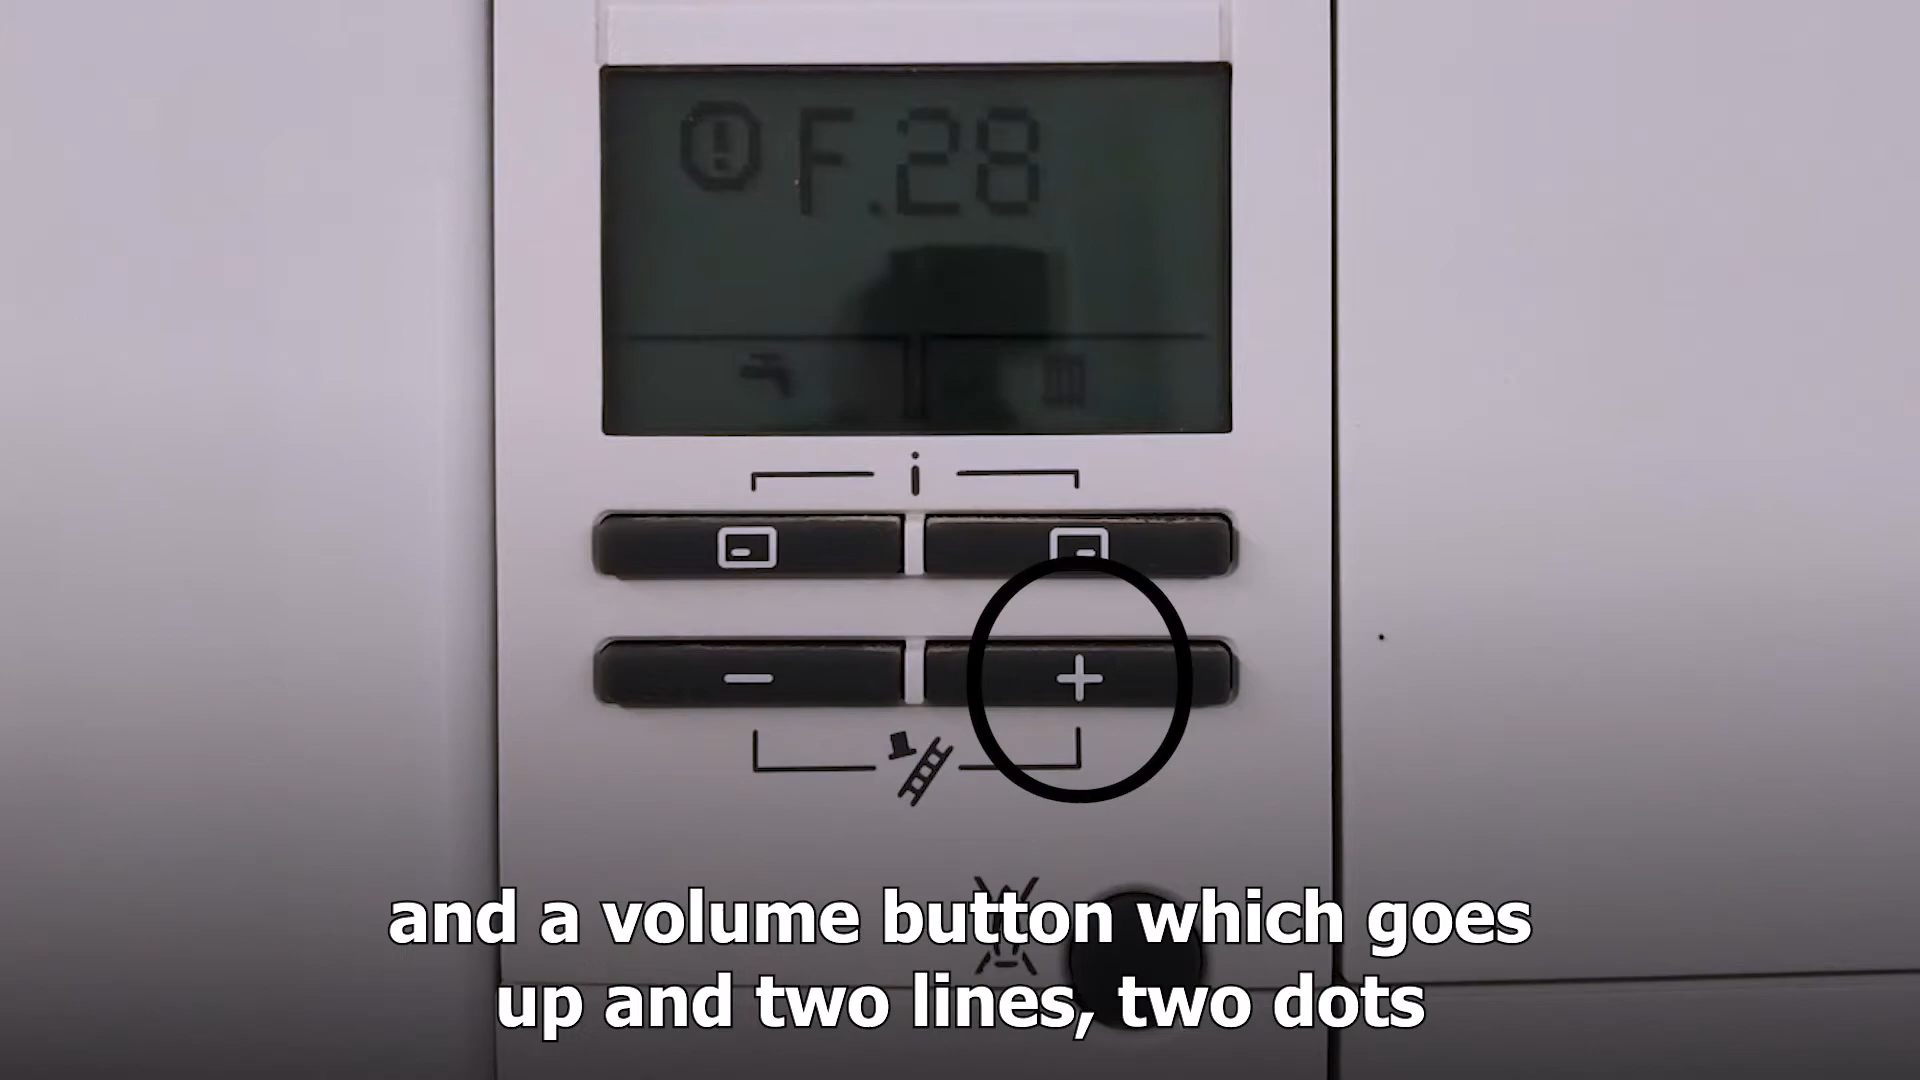 F.28
i
− +
and a volume button which goes
up and two lines, two dots